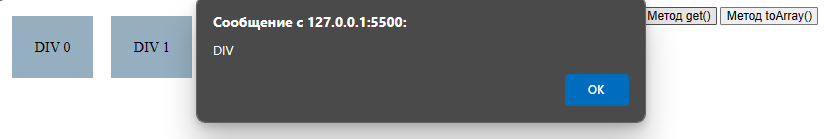 DIV 0
DIV 1
Сообщение с 127.0.0.1:5500:
DIV
OK
Метод get()
Метод toArray()